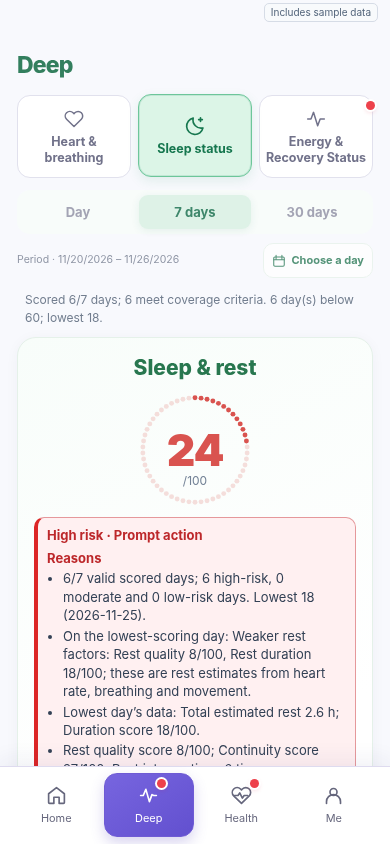 Includes sample data
Deep
Heart &
breathing
Sleep status
Energy &
Recovery Status
Day
7 days
30 days
Period · 11/20/2026 – 11/26/2026
Choose a day
Scored 6/7 days; 6 meet coverage criteria. 6 day(s) below
60; lowest 18.
Sleep & rest
24
/100
High risk · Prompt action
Reasons
• 6/7 valid scored days; 6 high-risk, 0
moderate and 0 low-risk days. Lowest 18
(2026-11-25).
• On the lowest-scoring day: Weaker rest
factors: Rest quality 8/100, Rest duration
18/100; these are rest estimates from heart
rate, breathing and movement.
• Lowest day’s data: Total estimated rest 2.6 h;
Duration score 18/100.
• Rest quality score 8/100; Continuity score
Home
Deep
Health
Me